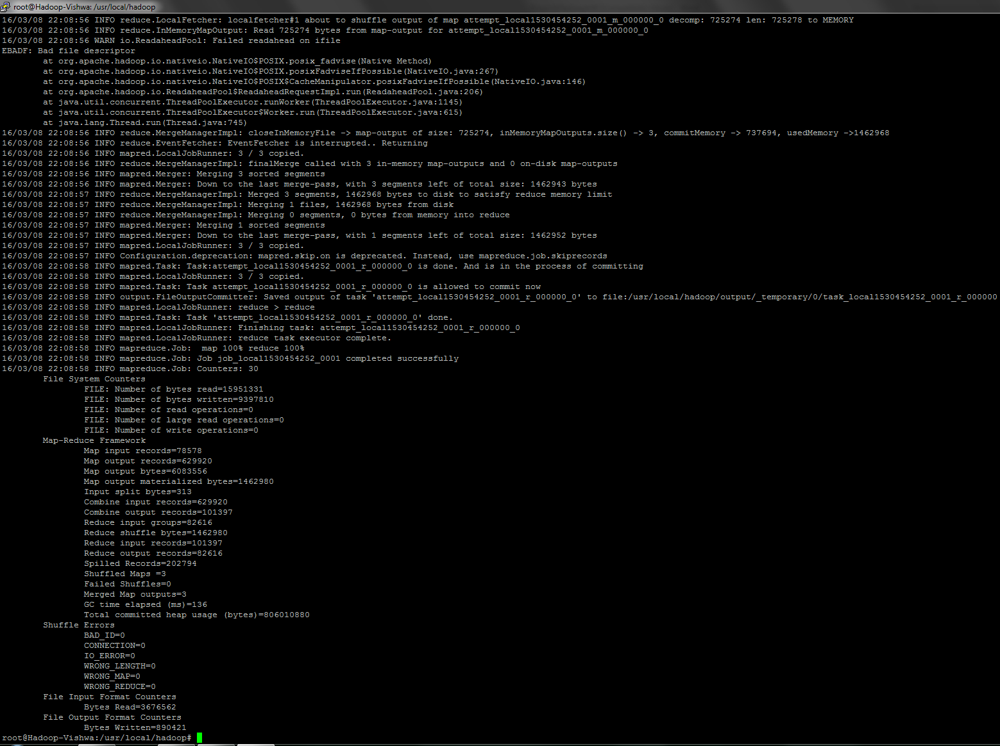 root@Hadoop-Vishwa: /usr/local/hadoop
16/03/08 22:08:56 INFO reduce.LocalFetcher: localfetcher#1 about to shuffle output of map attempt_local1530454252_0001_m_000000_0 decomp: 725274 len: 725278 to MEMORY
16/03/08 22:08:56 INFO reduce.InMemoryMapOutput: Read 725274 bytes from map-output for attempt_local1530454252_0001_m_000000_0
16/03/08 22:08:56 WARN io.ReadaheadPool: Failed readahead on ifile
EBADF: Bad file descriptor
        at org.apache.hadoop.io.nativeio.NativeIO$POSIX.posix_fadvise(Native Method)
        at org.apache.hadoop.io.nativeio.NativeIO$POSIX.posixFadviseIfPossible(NativeIO.java:267)
        at org.apache.hadoop.io.nativeio.NativeIO$POSIX$CacheManipulator.posixFadviseIfPossible(NativeIO.java:146)
        at org.apache.hadoop.io.ReadaheadPool$ReadaheadRequestImpl.run(ReadaheadPool.java:206)
        at java.util.concurrent.ThreadPoolExecutor.runWorker(ThreadPoolExecutor.java:1145)
        at java.util.concurrent.ThreadPoolExecutor$Worker.run(ThreadPoolExecutor.java:615)
        at java.lang.Thread.run(Thread.java:745)
16/03/08 22:08:56 INFO reduce.MergeManagerImpl: closeInMemoryFile -> map-output of size: 725274, inMemoryMapOutputs.size() -> 3, commitMemory -> 737694, usedMemory ->1462968
16/03/08 22:08:56 INFO reduce.EventFetcher: EventFetcher is interrupted.. Returning
16/03/08 22:08:56 INFO mapred.LocalJobRunner: 3 / 3 copied.
16/03/08 22:08:56 INFO reduce.MergeManagerImpl: finalMerge called with 3 in-memory map-outputs and 0 on-disk map-outputs
16/03/08 22:08:56 INFO mapred.Merger: Merging 3 sorted segments
16/03/08 22:08:56 INFO mapred.Merger: Down to the last merge-pass, with 3 segments left of total size: 1462943 bytes
16/03/08 22:08:57 INFO reduce.MergeManagerImpl: Merged 3 segments, 1462968 bytes to disk to satisfy reduce memory limit
16/03/08 22:08:57 INFO reduce.MergeManagerImpl: Merging 1 files, 1462968 bytes from disk
16/03/08 22:08:57 INFO reduce.MergeManagerImpl: Merging 0 segments, 0 bytes from memory into reduce
16/03/08 22:08:57 INFO mapred.Merger: Merging 1 sorted segments
16/03/08 22:08:57 INFO mapred.Merger: Down to the last merge-pass, with 1 segments left of total size: 1462952 bytes
16/03/08 22:08:57 INFO mapred.LocalJobRunner: 3 / 3 copied.
16/03/08 22:08:57 INFO Configuration.deprecation: mapred.skip.on is deprecated. Instead, use mapreduce.job.skiprecords
16/03/08 22:08:58 INFO mapred.Task: Task:attempt_local1530454252_0001_r_000000_0 is done. And is in the process of committing
16/03/08 22:08:58 INFO mapred.LocalJobRunner: 3 / 3 copied.
16/03/08 22:08:58 INFO mapred.Task: Task attempt_local1530454252_0001_r_000000_0 is allowed to commit now
16/03/08 22:08:58 INFO output.FileOutputCommitter: Saved output of task 'attempt_local1530454252_0001_r_000000_0' to file:/usr/local/hadoop/output/_temporary/0/task_local1530454252_0001_r_000000
16/03/08 22:08:58 INFO mapred.LocalJobRunner: reduce > reduce
16/03/08 22:08:58 INFO mapred.Task: Task 'attempt_local1530454252_0001_r_000000_0' done.
16/03/08 22:08:58 INFO mapred.LocalJobRunner: Finishing task: attempt_local1530454252_0001_r_000000_0
16/03/08 22:08:58 INFO mapred.LocalJobRunner: reduce task executor complete.
16/03/08 22:08:58 INFO mapreduce.Job:  map 100% reduce 100%
16/03/08 22:08:58 INFO mapreduce.Job: Job job_local1530454252_0001 completed successfully
16/03/08 22:08:58 INFO mapreduce.Job: Counters: 30
        File System Counters
                FILE: Number of bytes read=15951331
                FILE: Number of bytes written=9397810
                FILE: Number of read operations=0
                FILE: Number of large read operations=0
                FILE: Number of write operations=0
        Map-Reduce Framework
                Map input records=78578
                Map output records=629920
                Map output bytes=6083556
                Map output materialized bytes=1462980
                Input split bytes=313
                Combine input records=629920
                Combine output records=101397
                Reduce input groups=82616
                Reduce shuffle bytes=1462980
                Reduce input records=101397
                Reduce output records=82616
                Spilled Records=202794
                Shuffled Maps =3
                Failed Shuffles=0
                Merged Map outputs=3
                GC time elapsed (ms)=136
                Total committed heap usage (bytes)=806010880
        Shuffle Errors
                BAD_ID=0
                CONNECTION=0
                IO_ERROR=0
                WRONG_LENGTH=0
                WRONG_MAP=0
                WRONG_REDUCE=0
        File Input Format Counters
                Bytes Read=3676562
        File Output Format Counters
                Bytes Written=890421
root@Hadoop-Vishwa:/usr/local/hadoop#